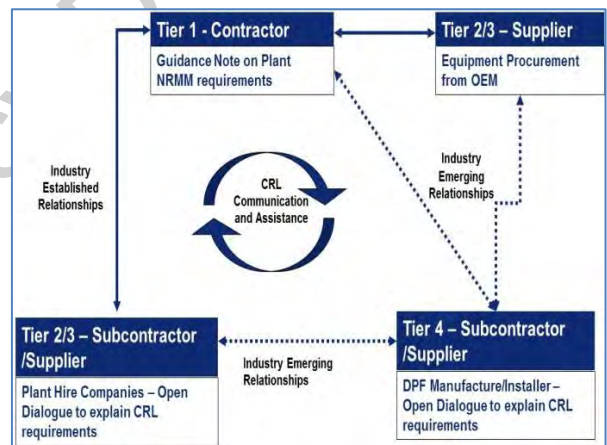 Tier 1 - Contractor
Guidance Note on Plant
NRMM requirements
Tier 2/3 – Supplier
Equipment Procurement
from OEM
Industry
Established
Relationships
CRL
Communication
and Assistance
Industry
Emerging
Relationships
Tier 2/3 – Subcontractor
/Supplier
Plant Hire Companies – Open
Dialogue to explain CRL
requirements
Industry Emerging
Relationships
Tier 4 – Subcontractor
/Supplier
DPF Manufacture/Installer –
Open Dialogue to explain CRL
requirements